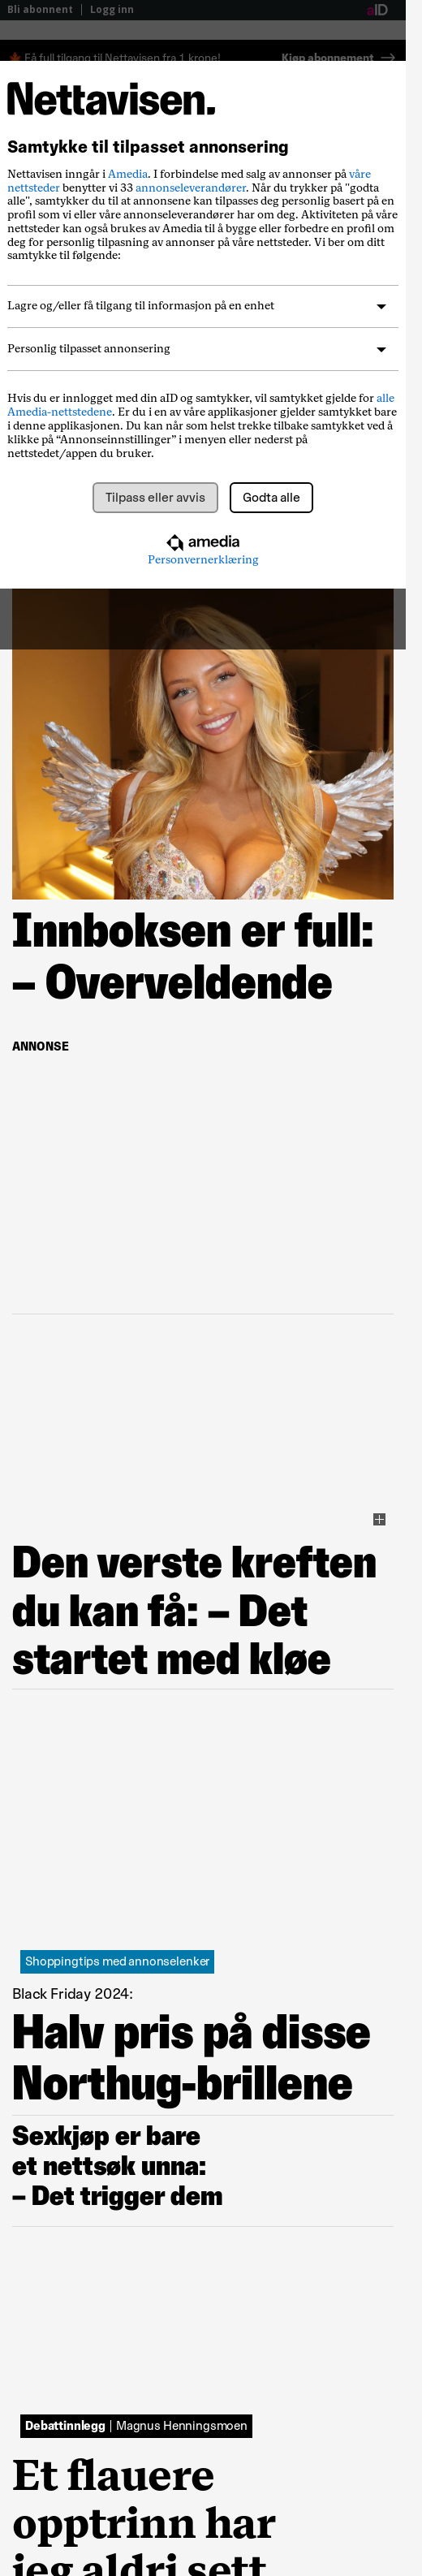 Bli abonnent | Logg inn aID
Få full tilgang til Nettavisen fra 1 krone! Kjøp abonnement
Nettavisen.
Samtykke til tilpasset annonsering
Nettavisen inngår i Amedia. I forbindelse med salg av annonser på våre
nettsteder benytter vi 33 annonseleverandører. Når du trykker på "godta
alle", samtykker du til at annonsene kan tilpasses deg personlig basert på en
profil som vi eller våre annonseleverandører har om deg. Aktiviteten på våre
nettsteder kan også brukes av Amedia til å bygge eller forbedre en profil om
deg for personlig tilpasning av annonser på våre nettsteder. Vi ber om ditt
samtykke til følgende:
Lagre og/eller få tilgang til informasjon på en enhet
Personlig tilpasset annonsering
Hvis du er innlogget med din aID og samtykker, vil samtykket gjelde for alle
Amedia-nettstedene. Er du i en av våre applikasjoner gjelder samtykket bare
i denne applikasjonen. Du kan når som helst trekke tilbake samtykket ved å
klikke på “Annonseinnstillinger” i menyen eller nederst på
nettstedet/appen du bruker.
Tilpass eller avvis Godta alle
amedia
Personvernerklæring
Innboksen er full:
– Overveldende
ANNONSE
Den verste kreften
du kan få: – Det
startet med kløe
Shoppingtips med annonselenker
Black Friday 2024:
Halv pris på disse
Northug-brillene
Sexkjøp er bare
et nettsøk unna:
– Det trigger dem
Debattinnlegg | Magnus Henningsmoen
Et flauere
opptrinn har
jeg aldri sett